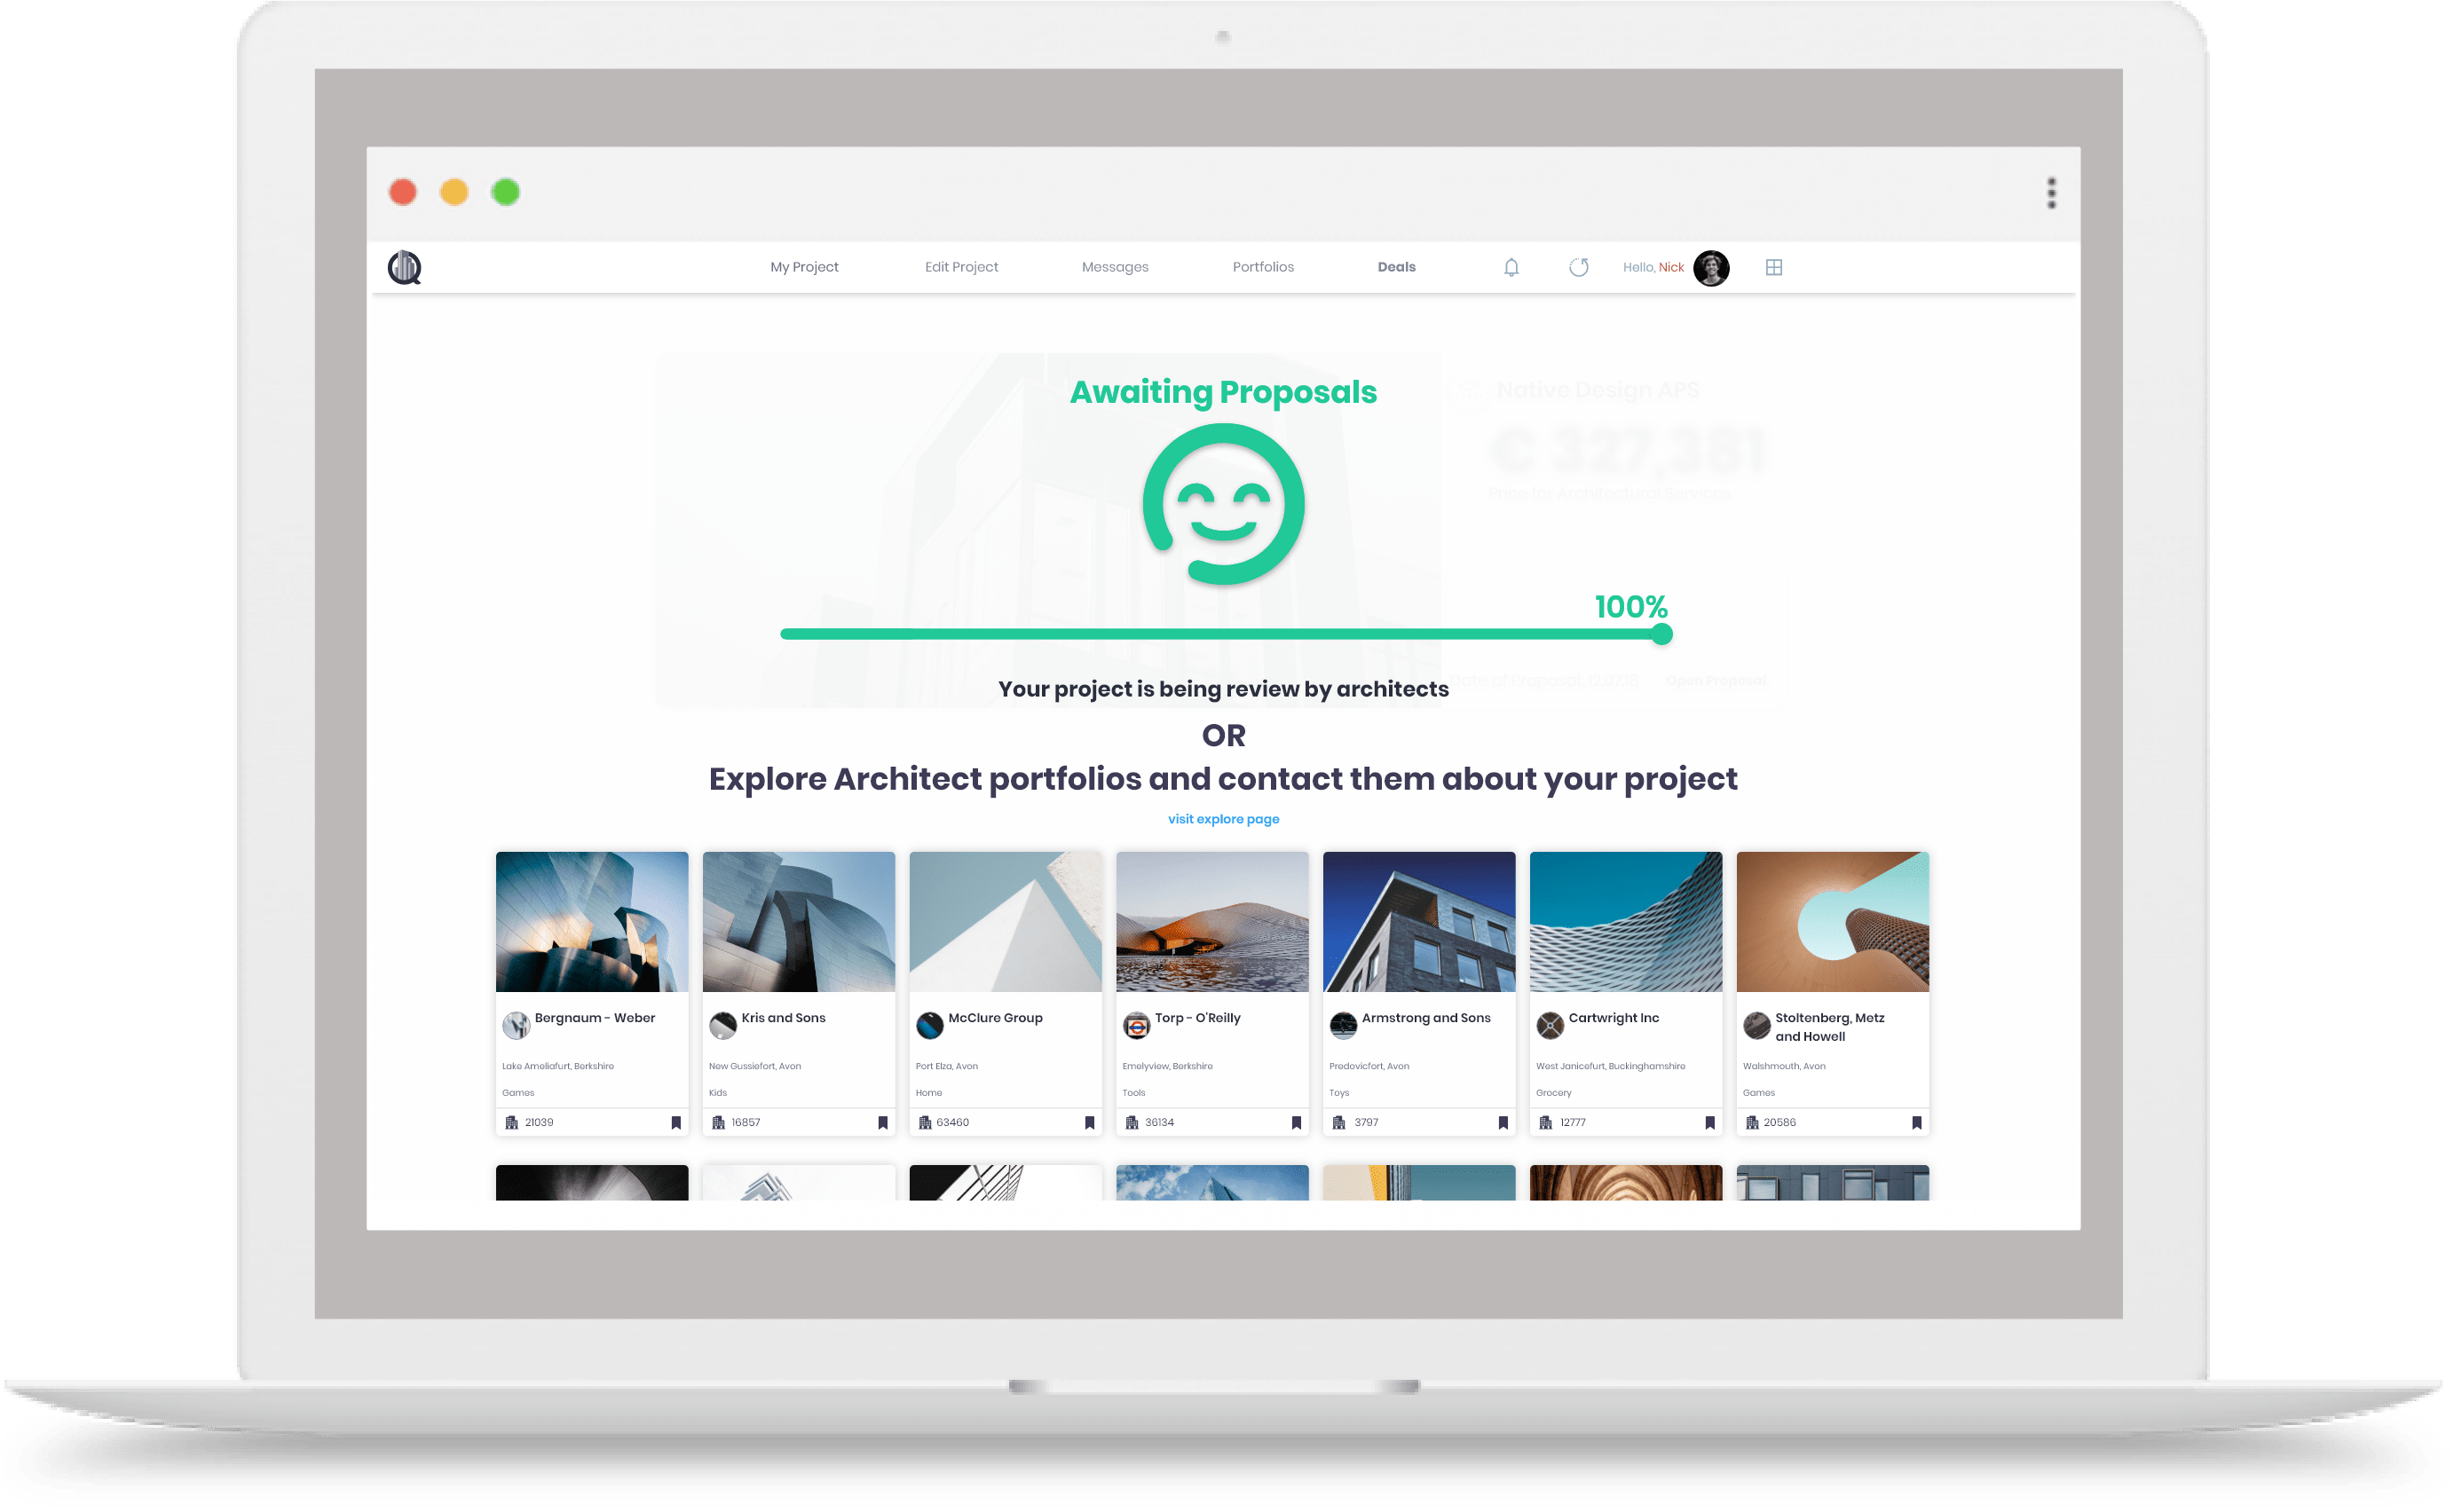 My Project Edit Project Messages Portfolios Deals Hello, Nick
Awaiting Proposals
Native Design APS
€ 327,381
Price for Architectural Services
100%
Your project is being review by architects
Date of Proposal, 12.07.18 Open Proposal
OR
Explore Architect portfolios and contact them about your project
visit explore page
Bergnaum - Weber
Lake Ameliafurt, Berkshire
Games
21039
Kris and Sons
New Gussiefort, Avon
Kids
16857
McClure Group
Port Elza, Avon
Home
63460
Torp - O'Reilly
Emelyview, Berkshire
Tools
36134
Armstrong and Sons
Predovicfort, Avon
Toys
3797
Cartwright Inc
West Janicefurt, Buckinghamshire
Grocery
12777
Stoltenberg, Metz
and Howell
Walshmouth, Avon
Games
20586